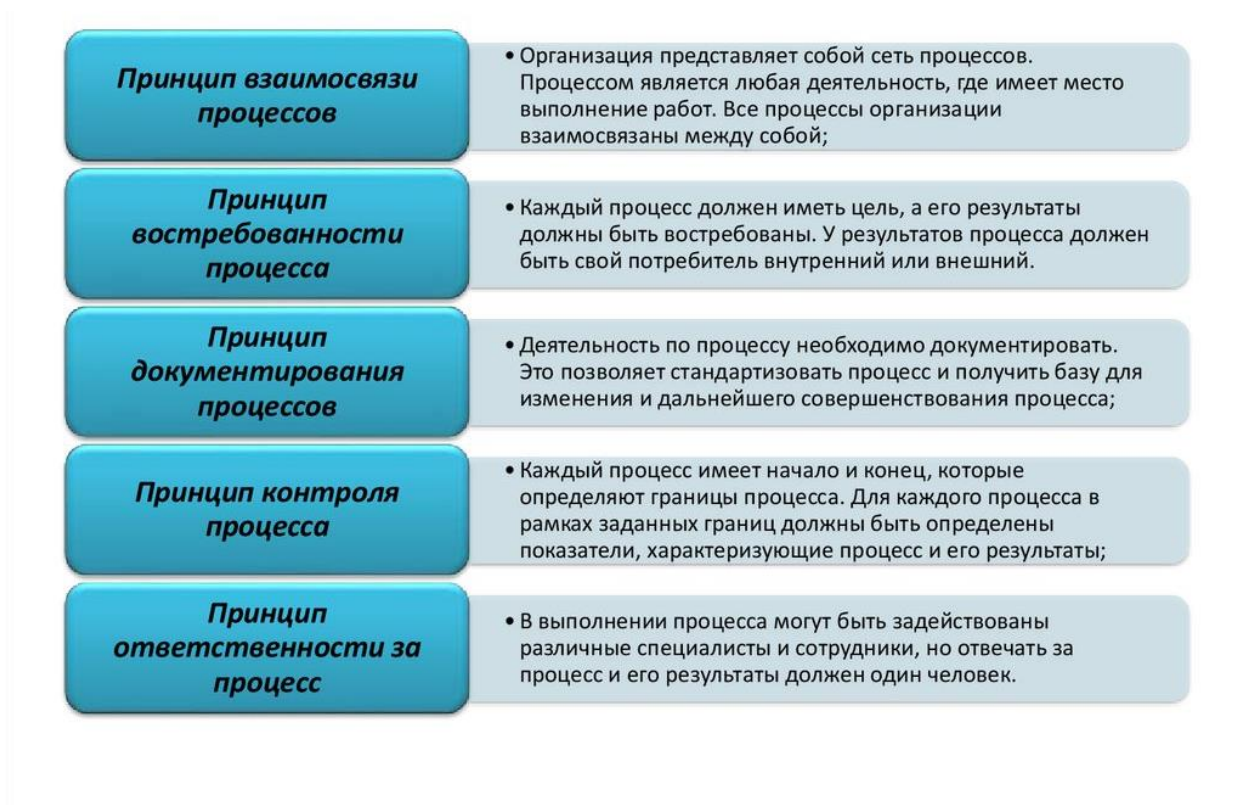 Принцип взаимосвязи
процессов
• Организация представляет собой сеть процессов.
Процессом является любая деятельность, где имеет место
выполнение работ. Все процессы организации
взаимосвязаны между собой;
Принцип
востребованности
процесса
• Каждый процесс должен иметь цель, а его результаты
должны быть востребованы. У результатов процесса должен
быть свой потребитель внутренний или внешний.
Принцип
документирования
процессов
• Деятельность по процессу необходимо документировать.
Это позволяет стандартизовать процесс и получить базу для
изменения и дальнейшего совершенствования процесса;
Принцип контроля
процесса
• Каждый процесс имеет начало и конец, которые
определяют границы процесса. Для каждого процесса в
рамках заданных границ должны быть определены
показатели, характеризующие процесс и его результаты;
Принцип
ответственности за
процесс
• В выполнении процесса могут быть задействованы
различные специалисты и сотрудники, но отвечать за
процесс и его результаты должен один человек.